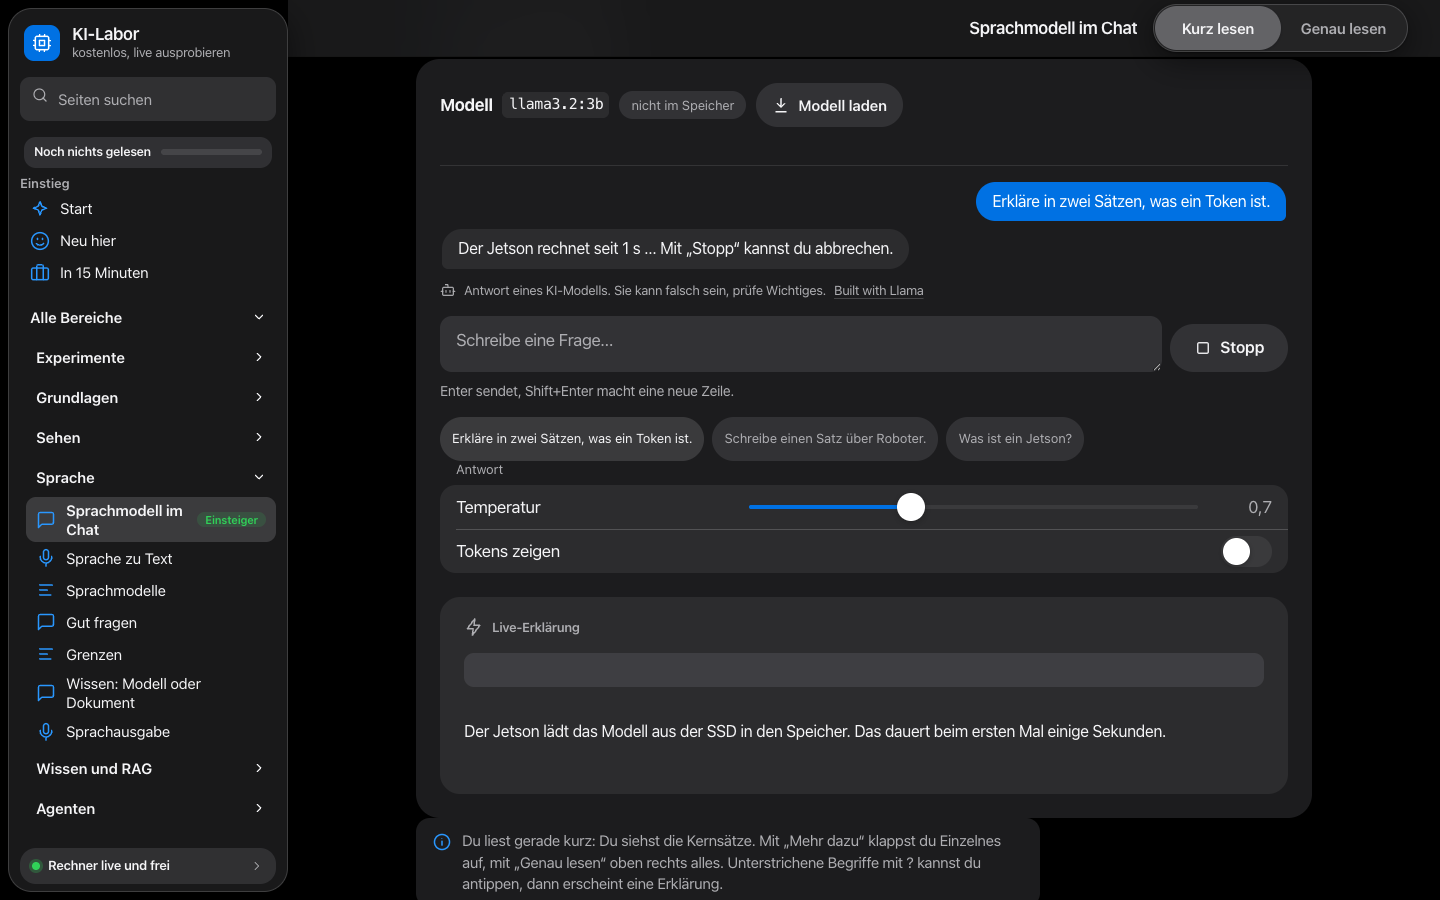 KI-Labor
kostenlos, live ausprobieren
Seiten suchen
Noch nichts gelesen
Einstieg
Start
Neu hier
In 15 Minuten
Alle Bereiche
Experimente
Grundlagen
Sehen
Sprache
Sprachmodell im
Chat
Einsteiger
Sprache zu Text
Sprachmodelle
Gut fragen
Grenzen
Wissen: Modell oder
Dokument
Sprachausgabe
Wissen und RAG
Agenten
Rechner live und frei
Sprachmodell im Chat
Kurz lesen
Genau lesen
Modell llama3.2:3b nicht im Speicher Modell laden
Erkläre in zwei Sätzen, was ein Token ist.
Der Jetson rechnet seit 1 s … Mit „Stopp“ kannst du abbrechen.
Antwort eines KI-Modells. Sie kann falsch sein, prüfe Wichtiges. Built with Llama
Schreibe eine Frage…
Stopp
Enter sendet, Shift+Enter macht eine neue Zeile.
Erkläre in zwei Sätzen, was ein Token ist.
Schreibe einen Satz über Roboter.
Was ist ein Jetson?
Antwort
Temperatur 0,7
Tokens zeigen
Live-Erklärung
Der Jetson lädt das Modell aus der SSD in den Speicher. Das dauert beim ersten Mal einige Sekunden.
Du liest gerade kurz: Du siehst die Kernsätze. Mit „Mehr dazu“ klappst du Einzelnes
auf, mit „Genau lesen“ oben rechts alles. Unterstrichene Begriffe mit ? kannst du
antippen, dann erscheint eine Erklärung.